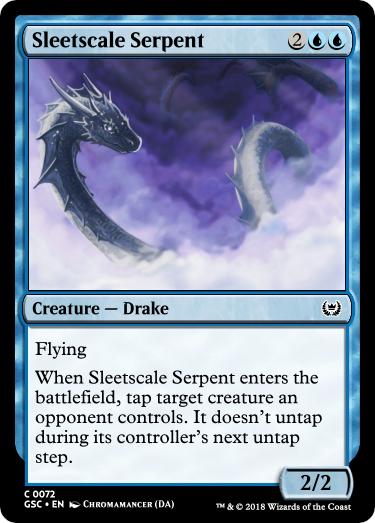 Sleetscale Serpent 2
Creature — Drake
Flying
When Sleetscale Serpent enters the
battlefield, tap target creature an
opponent controls. It doesn't untap
during its controller's next untap
step.
2/2
C 0072
GSC • EN CHROMAMANCER (DA)
™ & © 2018 Wizards of the Coast